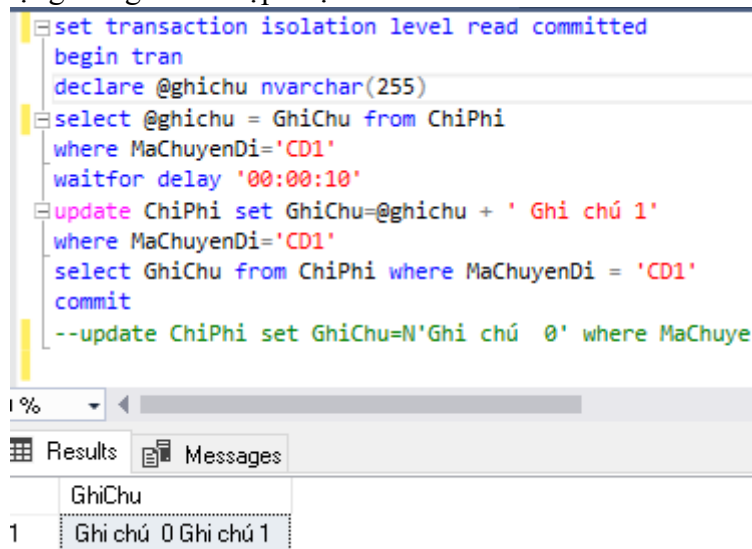 set transaction isolation level read committed
begin tran
declare @ghichu nvarchar(255)
select @ghichu = GhiChu from ChiPhi
where MaChuyenDi='CD1'
waitfor delay '00:00:10'
update ChiPhi set GhiChu=@ghichu + ' Ghi chú 1'
where MaChuyenDi='CD1'
select GhiChu from ChiPhi where MaChuyenDi = 'CD1'
commit
--update ChiPhi set GhiChu=N'Ghi chú  0' where MaChuye
%
Results Messages
GhiChu
1 Ghi chú  0 Ghi chú 1